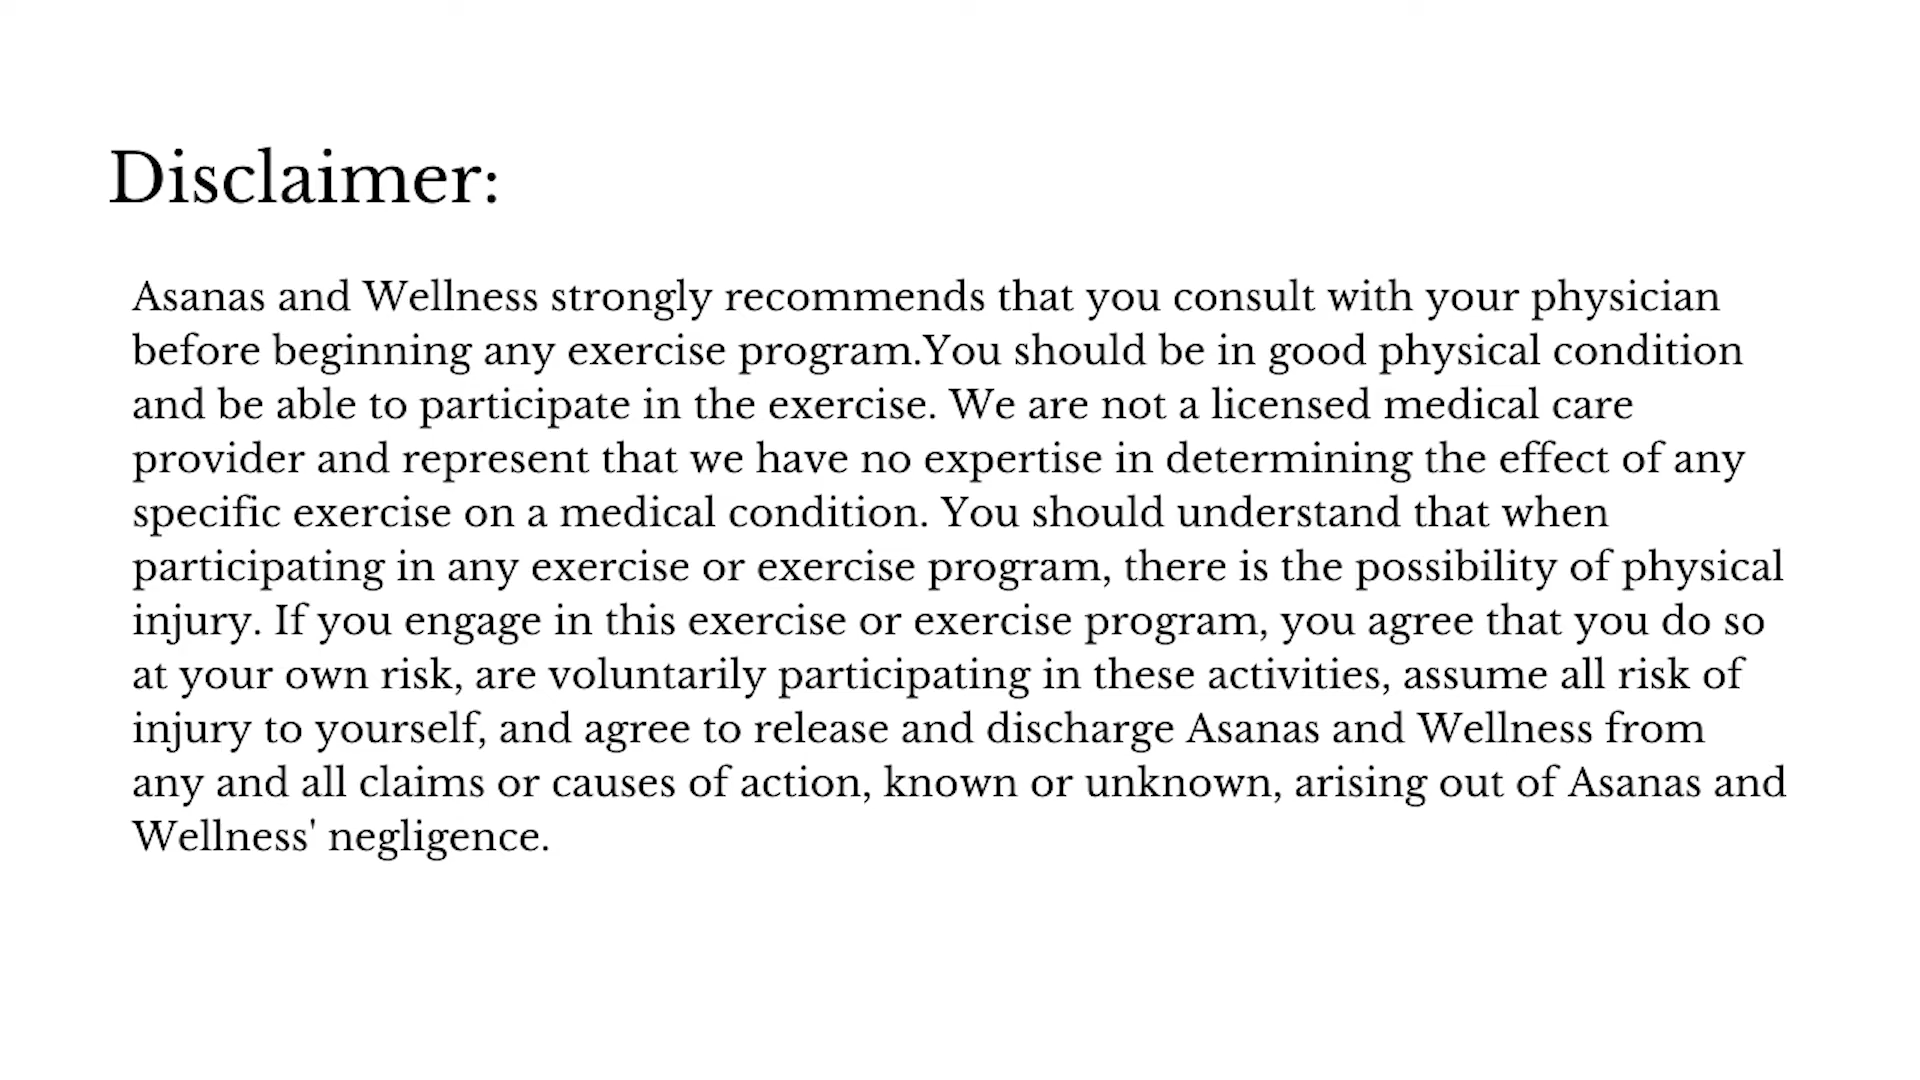 Disclaimer:
Asanas and Wellness strongly recommends that you consult with your physician
before beginning any exercise program.You should be in good physical condition
and be able to participate in the exercise. We are not a licensed medical care
provider and represent that we have no expertise in determining the effect of any
specific exercise on a medical condition. You should understand that when
participating in any exercise or exercise program, there is the possibility of physical
injury. If you engage in this exercise or exercise program, you agree that you do so
at your own risk, are voluntarily participating in these activities, assume all risk of
injury to yourself, and agree to release and discharge Asanas and Wellness from
any and all claims or causes of action, known or unknown, arising out of Asanas and
Wellness' negligence.